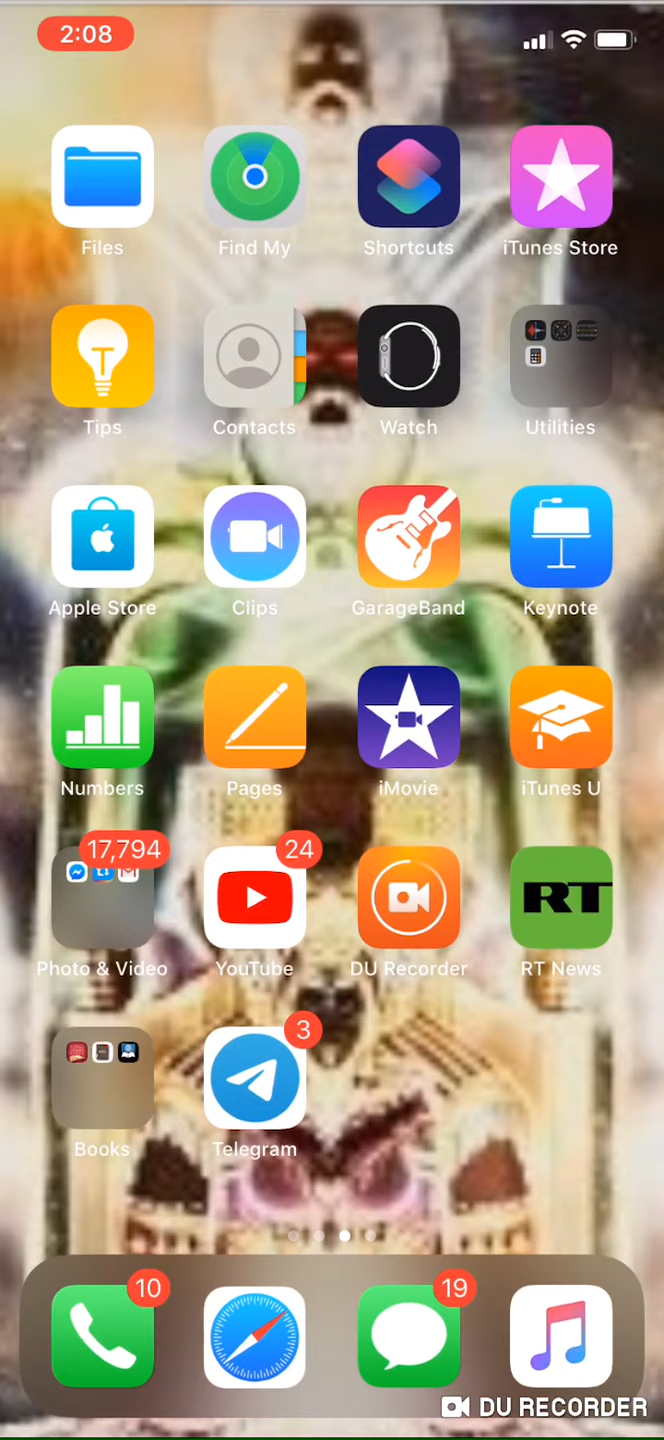 2:08
Files Find My Shortcuts iTunes Store
Tips Contacts Watch Utilities
Apple Store Clips GarageBand Keynote
Numbers Pages iMovie iTunes U
17,794 24
RT
Photo & Video YouTube DU Recorder RT News
3
Books Telegram
10 19
DU RECORDER